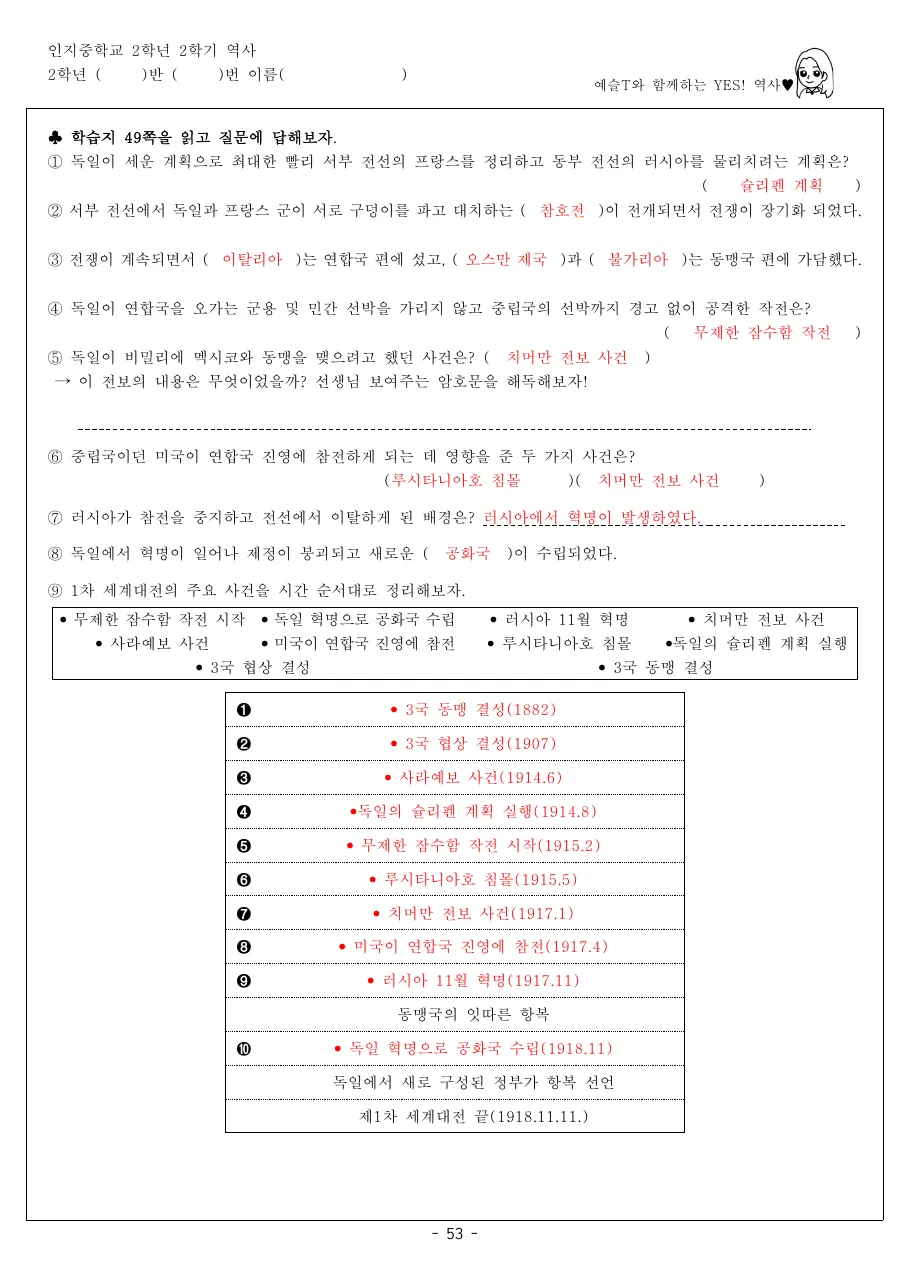 인지중학교 2학년 2학기 역사
2학년 ( )반 ( )번 이름( )
예슬T와 함께하는 YES! 역사♥
♣ 학습지 49쪽을 읽고 질문에 답해보자.
① 독일이 세운 계획으로 최대한 빨리 서부 전선의 프랑스를 정리하고 동부 전선의 러시아를 물리치려는 계획은?
( 슐리펜 계획 )
② 서부 전선에서 독일과 프랑스 군이 서로 구덩이를 파고 대치하는 ( 참호전 )이 전개되면서 전쟁이 장기화 되었다.
③ 전쟁이 계속되면서 ( 이탈리아 )는 연합국 편에 섰고, ( 오스만 제국 )과 ( 불가리아 )는 동맹국 편에 가담했다.
④ 독일이 연합국을 오가는 군용 및 민간 선박을 가리지 않고 중립국의 선박까지 경고 없이 공격한 작전은?
( 무제한 잠수함 작전 )
⑤ 독일이 비밀리에 멕시코와 동맹을 맺으려고 했던 사건은? ( 치머만 전보 사건 )
→ 이 전보의 내용은 무엇이었을까? 선생님 보여주는 암호문을 해독해보자!
⑥ 중립국이던 미국이 연합국 진영에 참전하게 되는 데 영향을 준 두 가지 사건은?
(루시타니아호 침몰 )( 치머만 전보 사건 )
⑦ 러시아가 참전을 중지하고 전선에서 이탈하게 된 배경은? 러시아에서 혁명이 발생하였다.
⑧ 독일에서 혁명이 일어나 제정이 붕괴되고 새로운 ( 공화국 )이 수립되었다.
⑨ 1차 세계대전의 주요 사건을 시간 순서대로 정리해보자.
• 무제한 잠수함 작전 시작 • 독일 혁명으로 공화국 수립 • 러시아 11월 혁명 • 치머만 전보 사건
• 사라예보 사건 • 미국이 연합국 진영에 참전 • 루시타니아호 침몰 •독일의 슐리펜 계획 실행
• 3국 협상 결성 • 3국 동맹 결성
❶ • 3국 동맹 결성(1882)
❷ • 3국 협상 결성(1907)
❸ • 사라예보 사건(1914.6)
❹ •독일의 슐리펜 계획 실행(1914.8)
❺ • 무제한 잠수함 작전 시작(1915.2)
❻ • 루시타니아호 침몰(1915.5)
❼ • 치머만 전보 사건(1917.1)
❽ • 미국이 연합국 진영에 참전(1917.4)
❾ • 러시아 11월 혁명(1917.11)
동맹국의 잇따른 항복
❿ • 독일 혁명으로 공화국 수립(1918.11)
독일에서 새로 구성된 정부가 항복 선언
제1차 세계대전 끝(1918.11.11.)
- 53 -